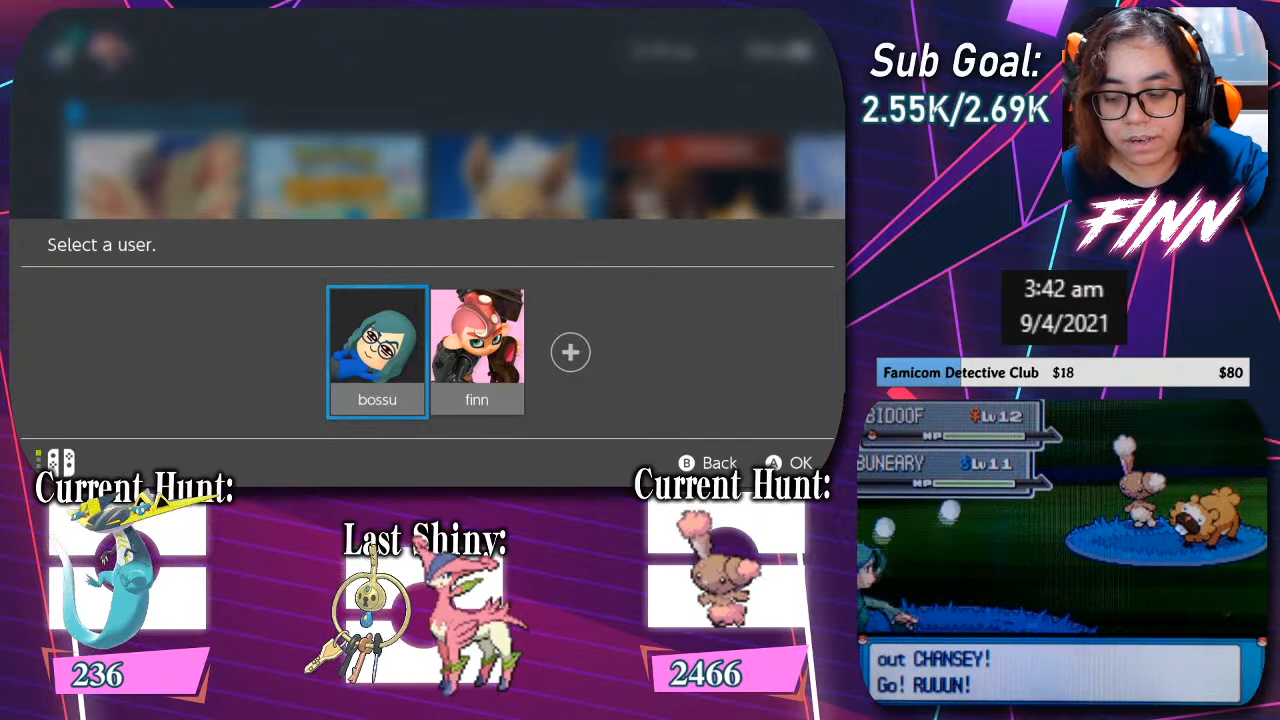 Select a user.
bossu
finn
B Back
A OK
Current Hunt:
236
Last Shiny:
Current Hunt:
2466
Sub Goal:
2.55K/2.69K
FINN
3:42 am
9/4/2021
Famicom Detective Club $18 $80
BIDOOF Lv12
HP
BUNEARY Lv11
HP
out CHANSEY!
Go! RUUUN!